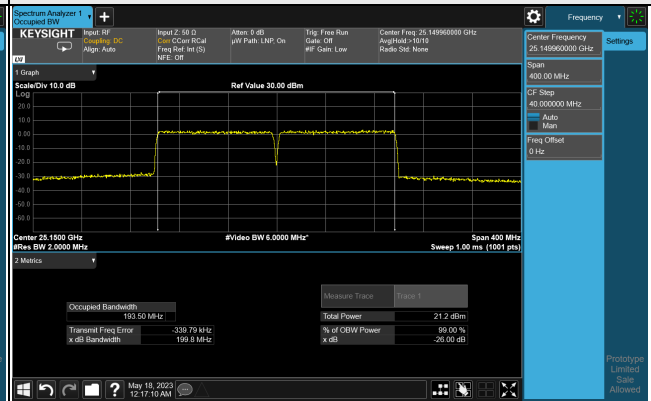 Spectrum Analyzer 1
Occupied BW
+
Frequency
KEYSIGHT
Input: RF
Coupling: DC
Align: Auto
Input Z: 50 Ω
Corr:CCorr RCal
Freq Ref: Int (S)
NFE: Off
Atten: 0 dB
µW Path: LNP, On
Trig: Free Run
Gate: Off
#IF Gain: Low
Center Freq: 25.149960000 GHz
Avg|Hold:>10/10
Radio Std: None
LXI
Center Frequency
25.149960000 GHz
Settings
Span
400.00 MHz
CF Step
40.000000 MHz
Auto
Man
Freq Offset
0 Hz
1 Graph
Scale/Div 10.0 dB
Ref Value 30.00 dBm
Log
20.0
10.0
0.00
-10.0
-20.0
-30.0
-40.0
-50.0
-60.0
Center 25.1500 GHz
#Video BW 6.0000 MHz*
Span 400 MHz
#Res BW 2.0000 MHz
Sweep 1.00 ms (1001 pts)
2 Metrics
Measure Trace
Trace 1
Occupied Bandwidth
193.50 MHz
Total Power
21.2 dBm
Transmit Freq Error
-339.79 kHz
% of OBW Power
99.00 %
x dB Bandwidth
199.8 MHz
x dB
-26.00 dB
Prototype
Limited
Sale
Allowed
?
May 18, 2023
12:17:10 AM